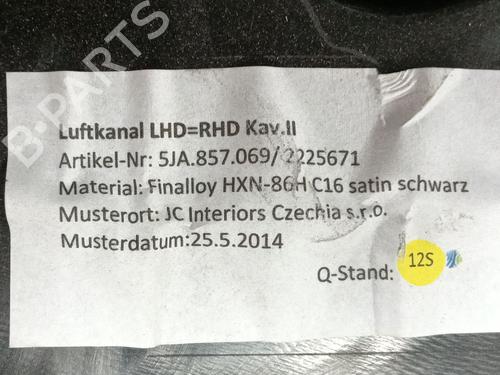 B-PARTS
Luftkanal LHD=RHD Kav.II
Artikel-Nr: 5JA.857.069/ 2225671
Material: Finalloy HXN-86H C16 satin schwarz
Musterort: JC Interiors Czechia s.r.o.
Musterdatum:25.5.2014
Q-Stand: 12S